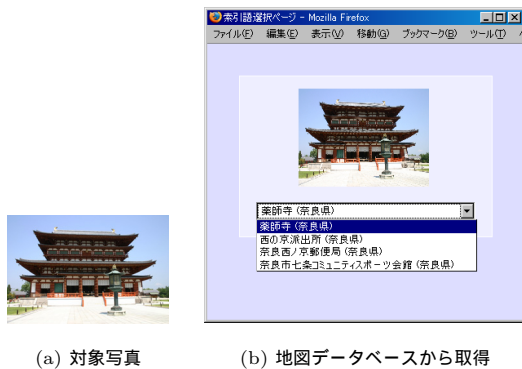 索引語選択ページ - Mozilla Firefox
ファイル(F) 編集(E) 表示(V) 移動(G) ブックマーク(B) ツール(T)
薬師寺 (奈良県)
薬師寺 (奈良県)
西の京派出所 (奈良県)
奈良西ノ京郵便局 (奈良県)
奈良市七条コミュニティスポーツ会館 (奈良県)
(a) 対象写真
(b) 地図データベースから取得